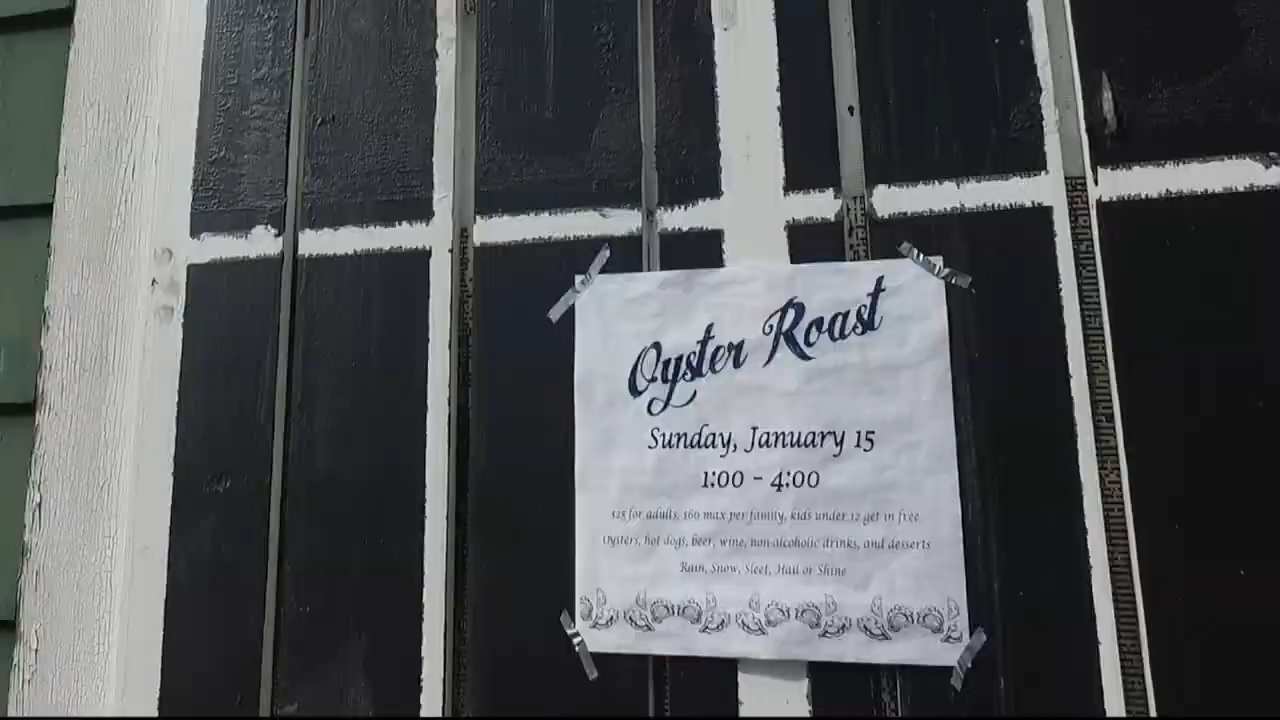 Oyster Roast
Sunday, January 15
1:00 - 4:00
$25 for adults, $60 max per family, kids under 12 get in free
Oysters, hot dogs, beer, wine, non-alcoholic drinks, and desserts
Rain, Snow, Sleet, Hail or Shine